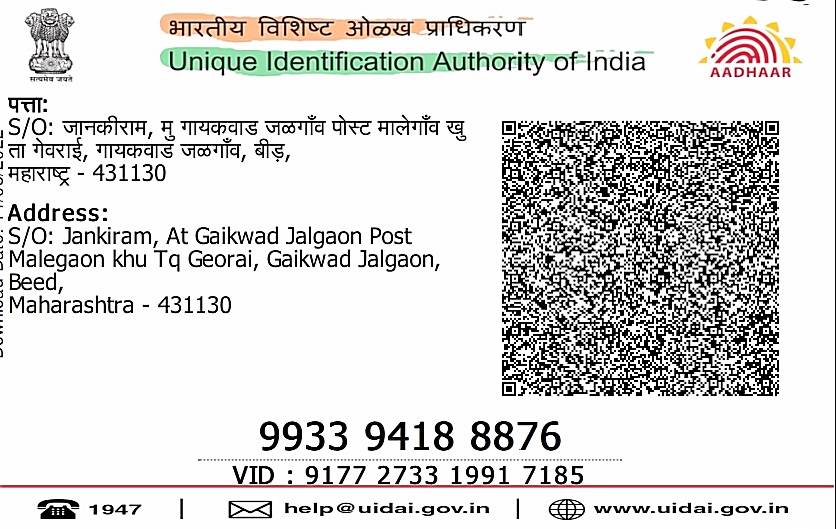 भारतीय विशिष्ट ओळख प्राधिकरण
Unique Identification Authority of India
सत्यमेव जयते
AADHAAR
पत्ता:
S/O: जानकीराम, मु गायकवाड जळगाँव पोस्ट मालेगाँव खु
ता गेवराई, गायकवाड जळगाँव, बीड़,
महाराष्ट्र - 431130
Address:
S/O: Jankiram, At Gaikwad Jalgaon Post
Malegaon khu Tq Georai, Gaikwad Jalgaon,
Beed,
Maharashtra - 431130
9933 9418 8876
VID : 9177 2733 1991 7185
1947 | help@uidai.gov.in | www.uidai.gov.in